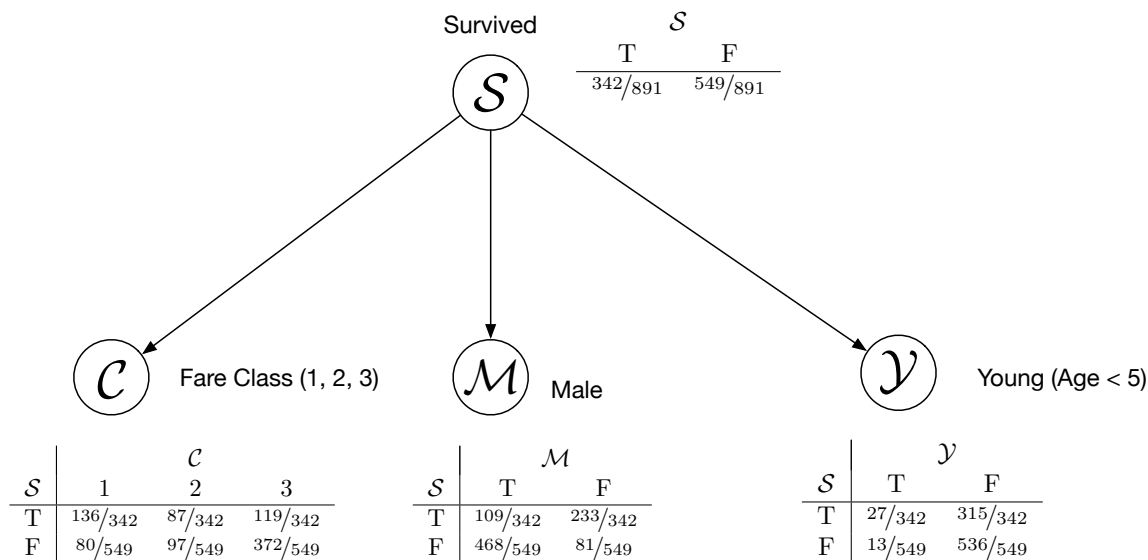 Survived
𝒮
T F
342/891 549/891
𝒮
𝒞
Fare Class (1, 2, 3)
ℳ
Male
𝒴
Young (Age < 5)
𝒞
𝒮 1 2 3
T 136/342 87/342 119/342
F 80/549 97/549 372/549
ℳ
𝒮 T F
T 109/342 233/342
F 468/549 81/549
𝒴
𝒮 T F
T 27/342 315/342
F 13/549 536/549